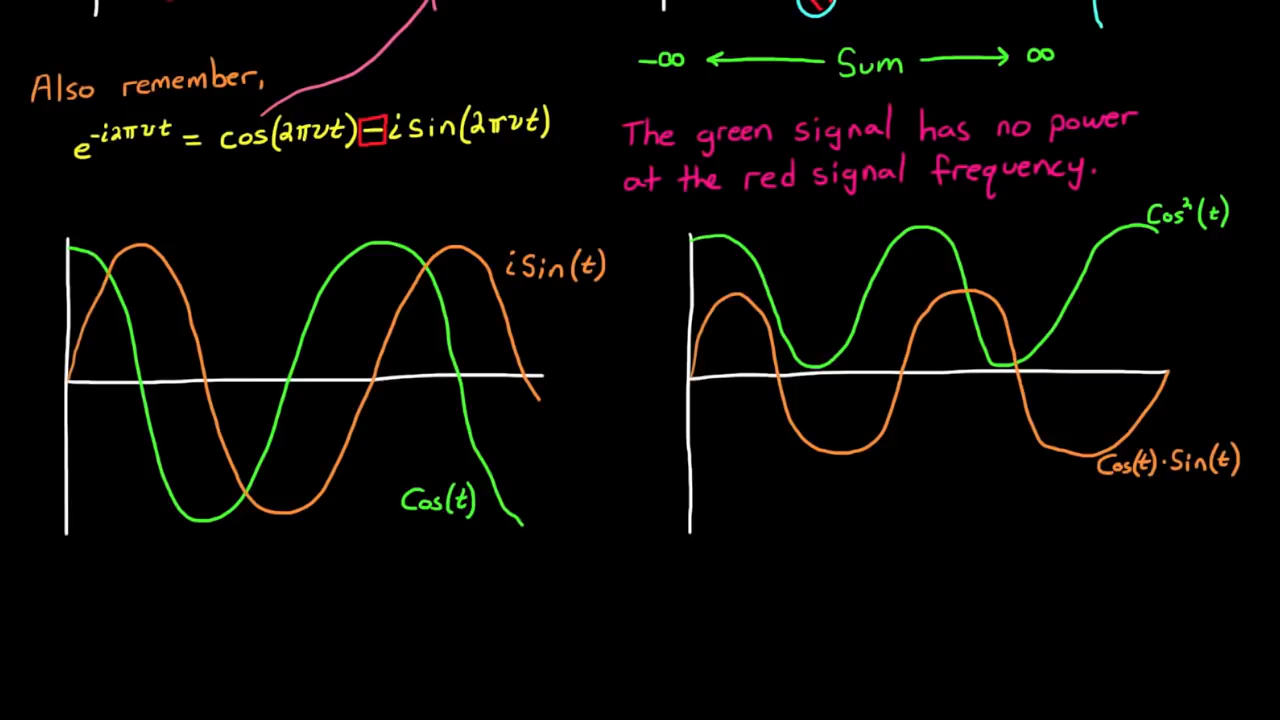 Also remember,
e^-i2πνt = cos(2πνt) - i sin(2πνt)
-∞ ← Sum → ∞
The green signal has no power
at the red signal frequency.
i Sin(t)
Cos(t)
Cos²(t)
Cos(t)·Sin(t)